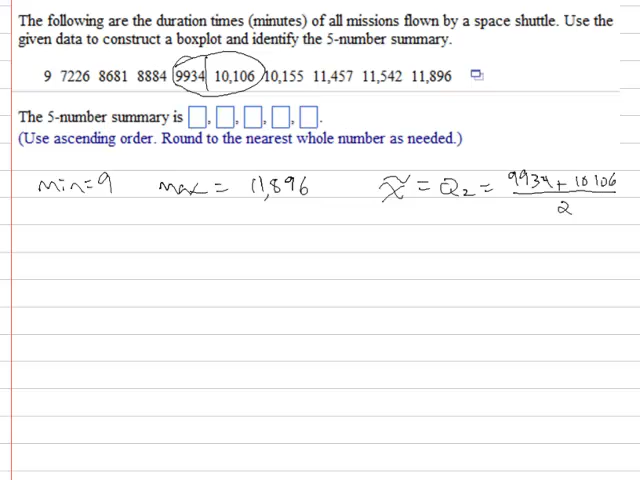 The following are the duration times (minutes) of all missions flown by a space shuttle. Use the
given data to construct a boxplot and identify the 5-number summary.
9 7226 8681 8884 9934 10,106 10,155 11,457 11,542 11,896
The 5-number summary is □, □, □, □, □.
(Use ascending order. Round to the nearest whole number as needed.)
min=9 max = 11,896 x̃ = Q₂ = 9934 + 10106
2